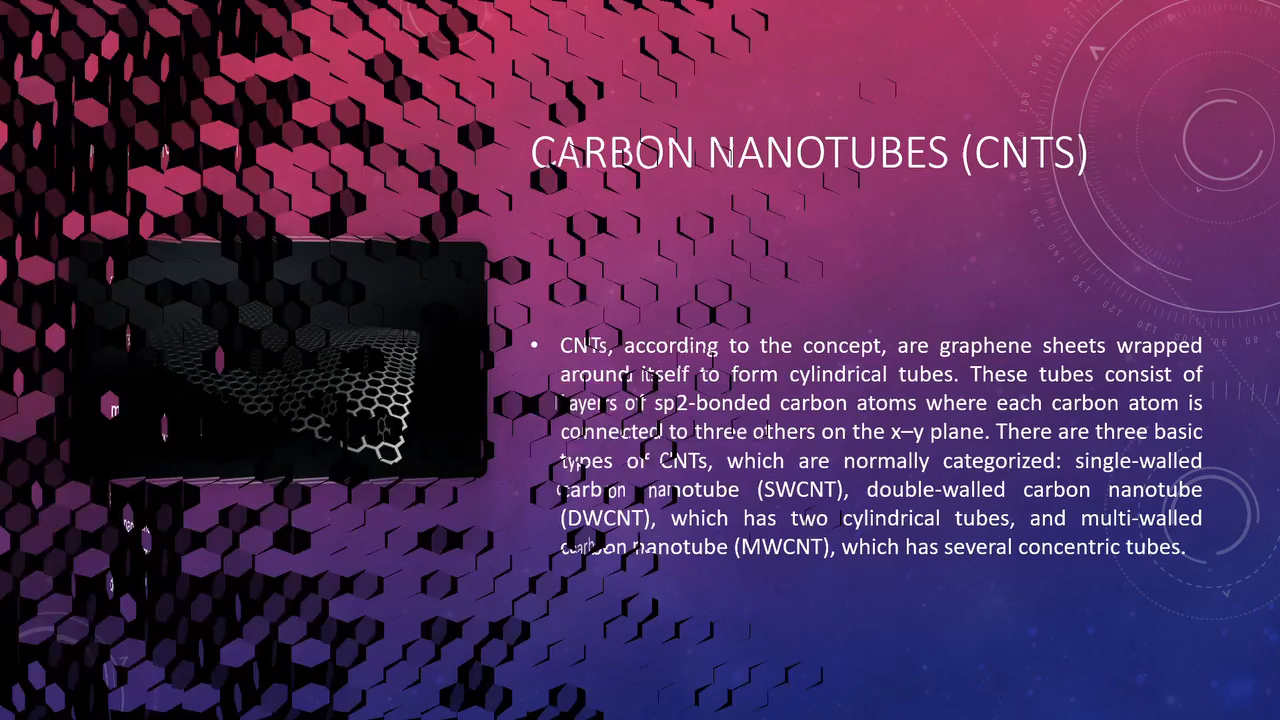 CARBON NANOTUBES (CNTS)
• CNTs, according to the concept, are graphene sheets wrapped
around itself to form cylindrical tubes. These tubes consist of
layers of sp2-bonded carbon atoms where each carbon atom is
connected to three others on the x–y plane. There are three basic
types of CNTs, which are normally categorized: single-walled
carbon nanotube (SWCNT), double-walled carbon nanotube
(DWCNT), which has two cylindrical tubes, and multi-walled
carbon nanotube (MWCNT), which has several concentric tubes.